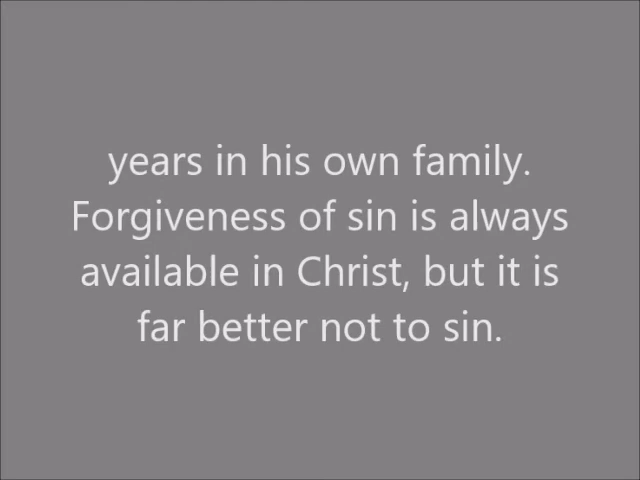 years in his own family.
Forgiveness of sin is always
available in Christ, but it is
far better not to sin.